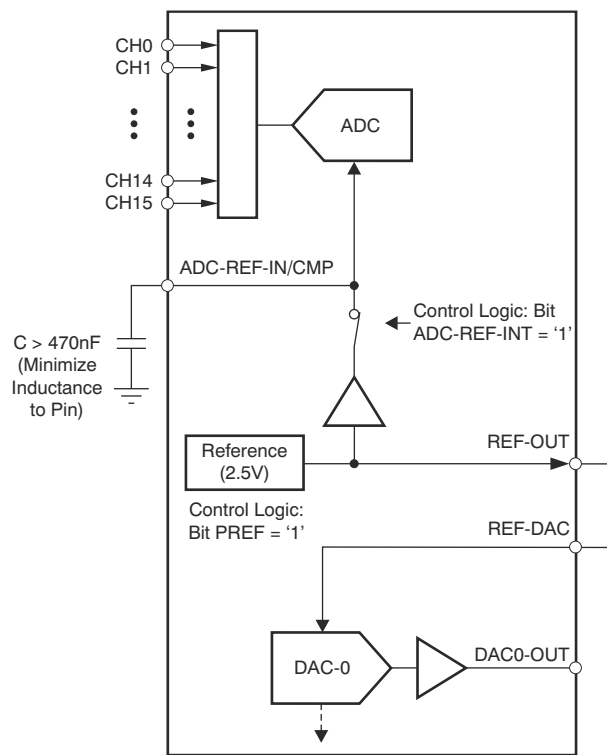 CH0
CH1
ADC
CH14
CH15
ADC-REF-IN/CMP
Control Logic: Bit
ADC-REF-INT = ‘1’
C > 470nF
(Minimize
Inductance
to Pin)
Reference
(2.5V)
REF-OUT
Control Logic:
Bit PREF = ‘1’
REF-DAC
DAC-0
DAC0-OUT